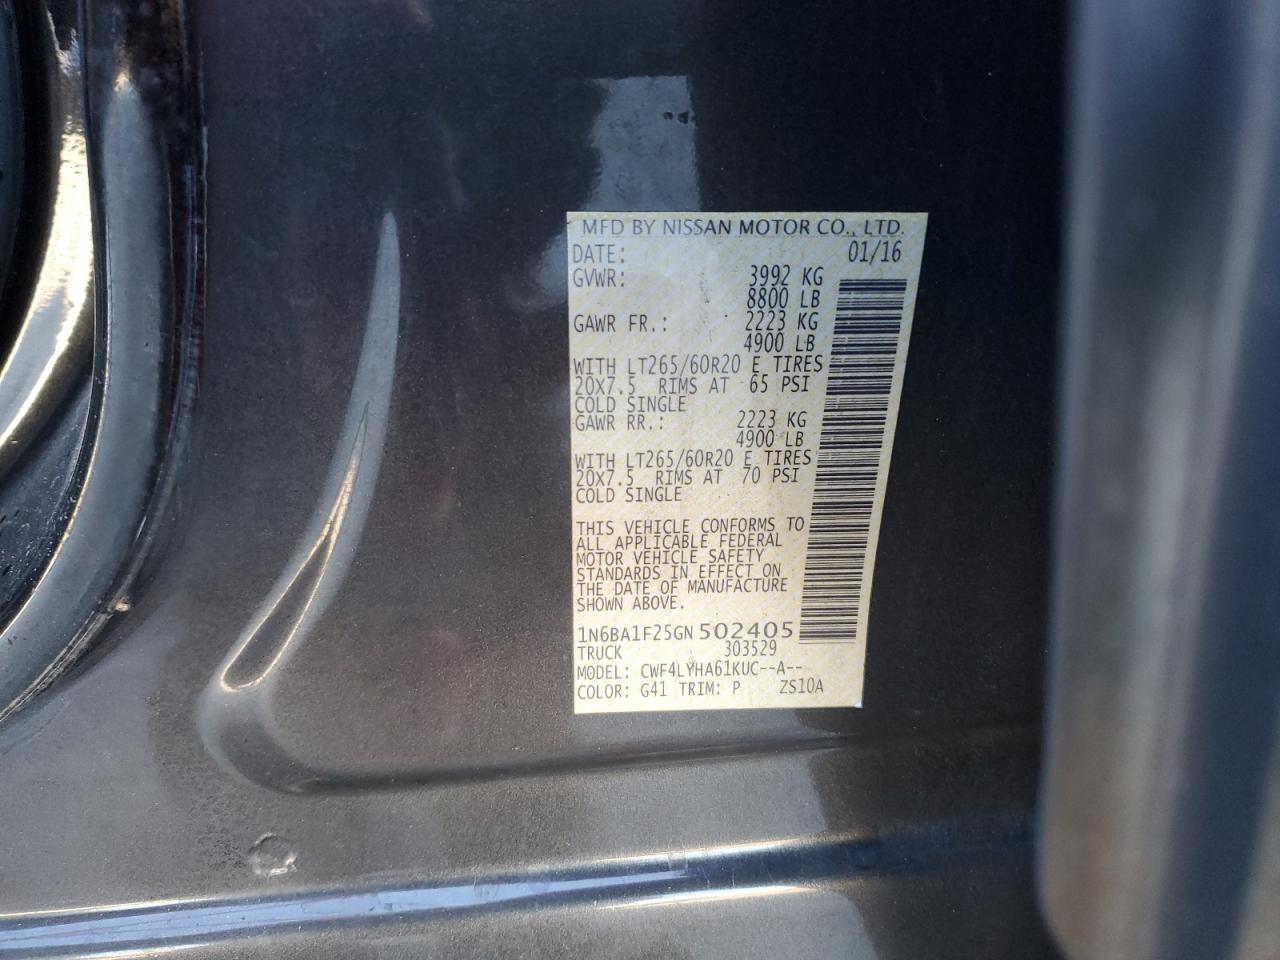 MFD BY NISSAN MOTOR CO., LTD.
DATE: 01/16
GVWR: 3992 KG
8800 LB
GAWR FR.: 2223 KG
4900 LB
WITH LT265/60R20 E TIRES
20X7.5 RIMS AT 65 PSI
COLD SINGLE
GAWR RR.: 2223 KG
4900 LB
WITH LT265/60R20 E TIRES
20X7.5 RIMS AT 70 PSI
COLD SINGLE
THIS VEHICLE CONFORMS TO
ALL APPLICABLE FEDERAL
MOTOR VEHICLE SAFETY
STANDARDS IN EFFECT ON
THE DATE OF MANUFACTURE
SHOWN ABOVE.
1N6BA1F25GN502405
TRUCK 303529
MODEL: CWF4LYHA61KUC--A--
COLOR: G41 TRIM: P ZS10A